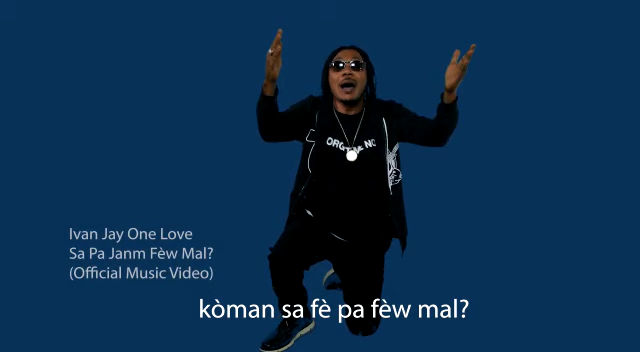 Ivan Jay One Love
Sa Pa Janm Fèw Mal?
(Official Music Video)
kòman sa fè pa fèw mal?